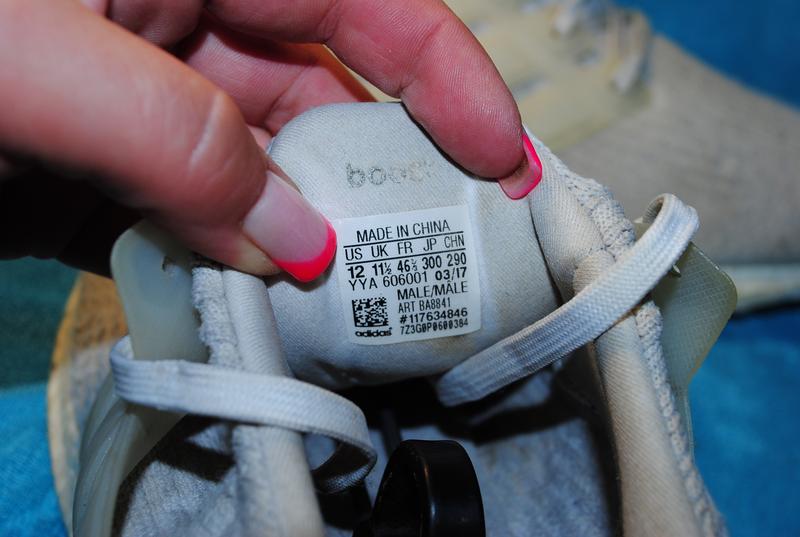 boost
MADE IN CHINA
US UK FR JP CHN
12 11½ 46⅔ 300 290
YYA 606001 03/17
MALE/MÂLE
ART BA8841
#117634846
7Z3G0P0600384
adidas